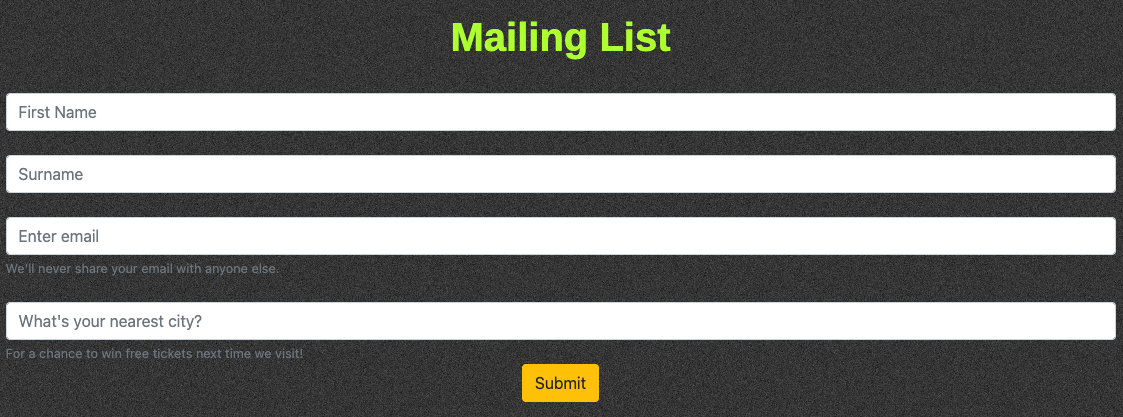 Mailing List
First Name
Surname
Enter email
We'll never share your email with anyone else.
What's your nearest city?
For a chance to win free tickets next time we visit!
Submit